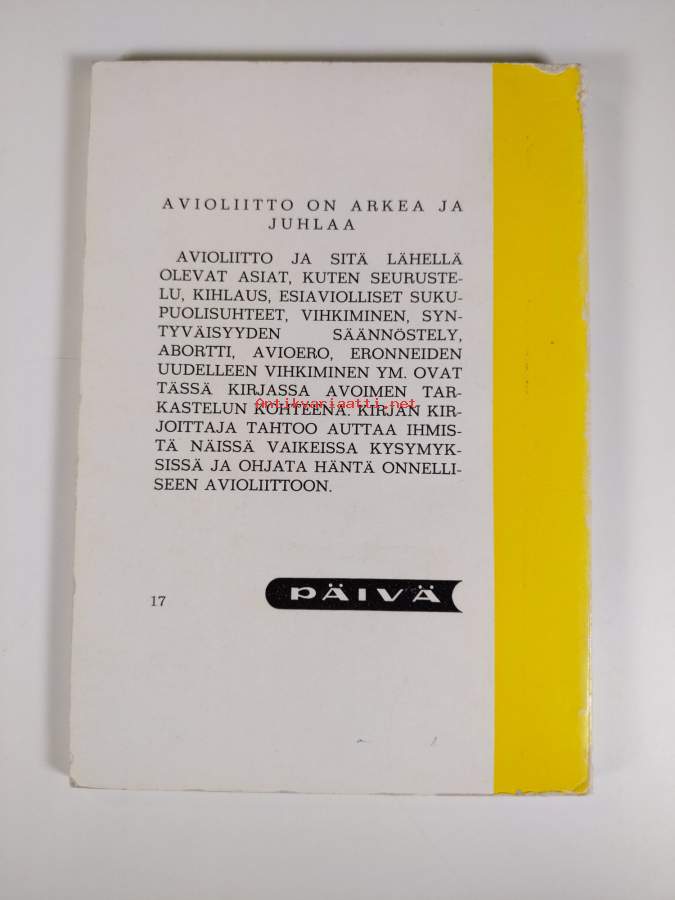 AVIOLIITTO ON ARKEA JA
JUHLAA
AVIOLIITTO JA SITÄ LÄHELLÄ
OLEVAT ASIAT, KUTEN SEURUSTE-
LU, KIHLAUS, ESIAVIOLLISET SUKU-
PUOLISUHTEET, VIHKIMINEN, SYN-
TYVÄISYYDEN SÄÄNNÖSTELY,
ABORTTI, AVIOERO, ERONNEIDEN
UUDELLEEN VIHKIMINEN YM. OVAT
TÄSSÄ KIRJASSA AVOIMEN TAR-
Antikvariaatti.net
KASTELUN KOHTEENA. KIRJAN KIR-
JOITTAJA TAHTOO AUTTAA IHMIS-
TÄ NÄISSÄ VAIKEISSA KYSYMYK-
SISSÄ JA OHJATA HÄNTÄ ONNELLI-
SEEN AVIOLIITTOON.
17
PÄIVÄ